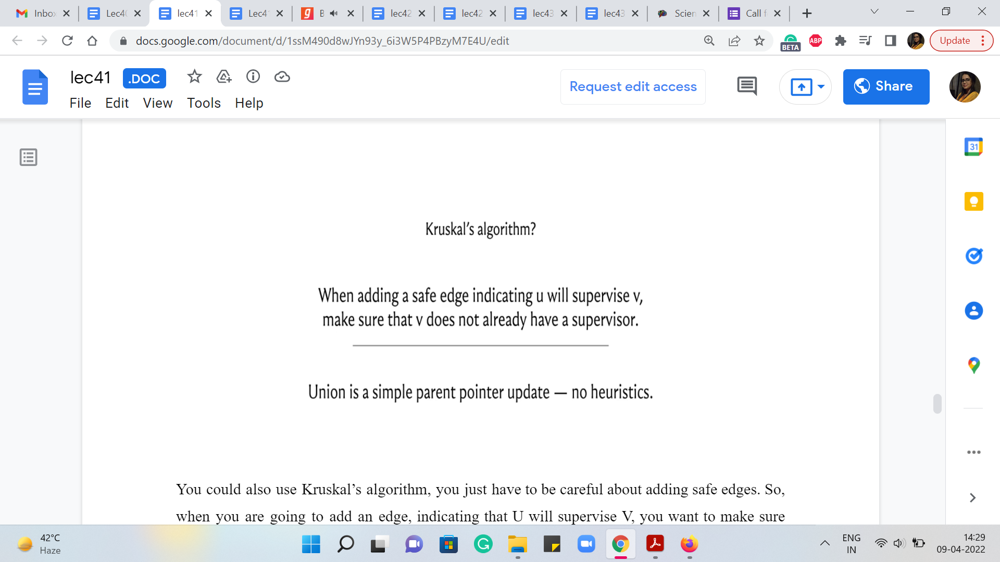 Inbox
Lec40
lec41
Lec41
B
lec42
lec42
lec43
lec43
Scien
Call f
docs.google.com/document/d/1ssM490d8wJYn93y_6i3W5P4PBzyM7E4U/edit
BETA
ABP
Update
lec41
.DOC
File Edit View Tools Help
Request edit access
Share
31
Kruskal’s algorithm?
When adding a safe edge indicating u will supervise v,
make sure that v does not already have a supervisor.
Union is a simple parent pointer update — no heuristics.
You could also use Kruskal’s algorithm, you just have to be careful about adding safe edges. So,
when you are going to add an edge, indicating that U will supervise V, you want to make sure
42°C
Haze
ENG
IN
14:29
09-04-2022